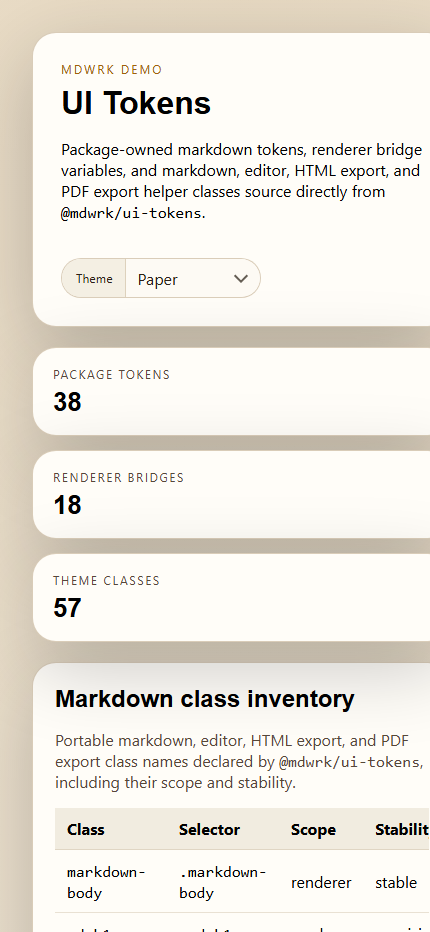 MDWRK DEMO
UI Tokens
Package-owned markdown tokens, renderer bridge
variables, and markdown, editor, HTML export, and
PDF export helper classes source directly from
@mdwrk/ui-tokens.
Theme Paper
PACKAGE TOKENS
38
RENDERER BRIDGES
18
THEME CLASSES
57
Markdown class inventory
Portable markdown, editor, HTML export, and PDF
export class names declared by @mdwrk/ui-tokens,
including their scope and stability.
Class Selector Scope
markdown- .markdown-
body body renderer stable